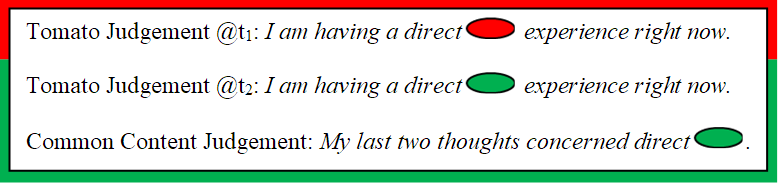 Tomato Judgement @t1: I am having a direct experience right now.
Tomato Judgement @t2: I am having a direct experience right now.
Common Content Judgement: My last two thoughts concerned direct .